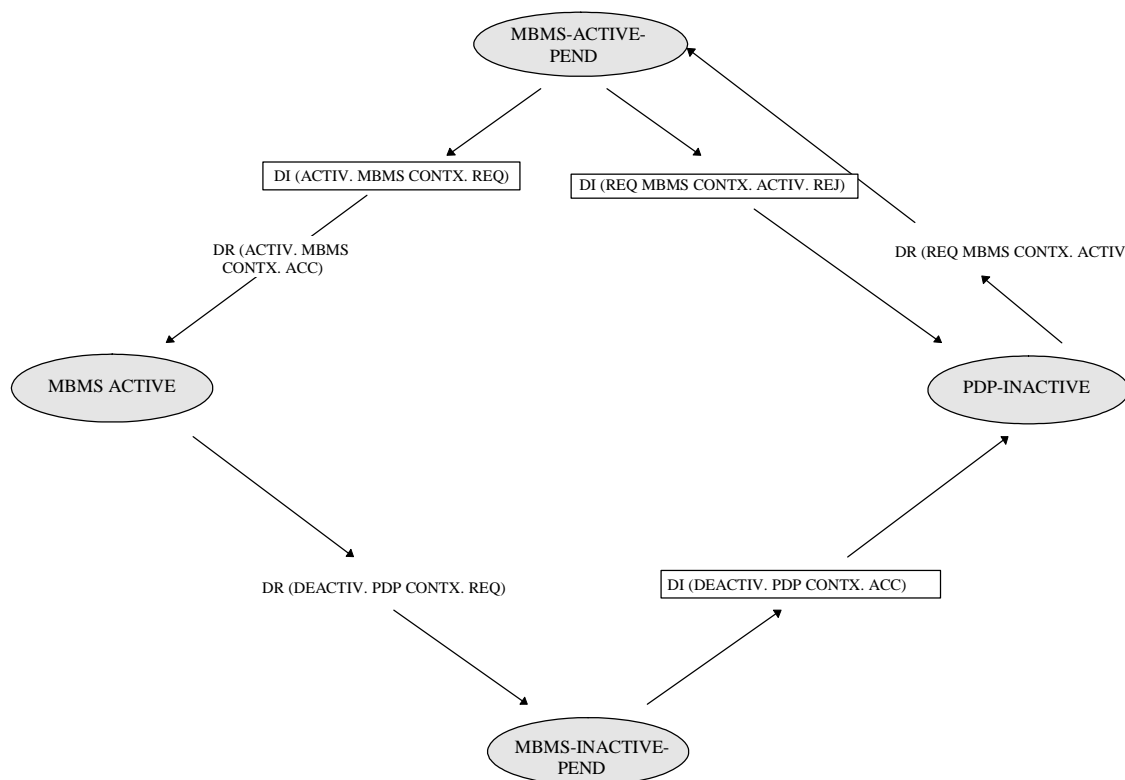 MBMS-ACTIVE-
PEND
DI (ACTIV. MBMS CONTX. REQ)
DI (REQ MBMS CONTX. ACTIV. REJ)
DR (ACTIV. MBMS
CONTX. ACC)
DR (REQ MBMS CONTX. ACTIV
MBMS ACTIVE
PDP-INACTIVE
DR (DEACTIV. PDP CONTX. REQ)
DI (DEACTIV. PDP CONTX. ACC)
MBMS-INACTIVE-
PEND